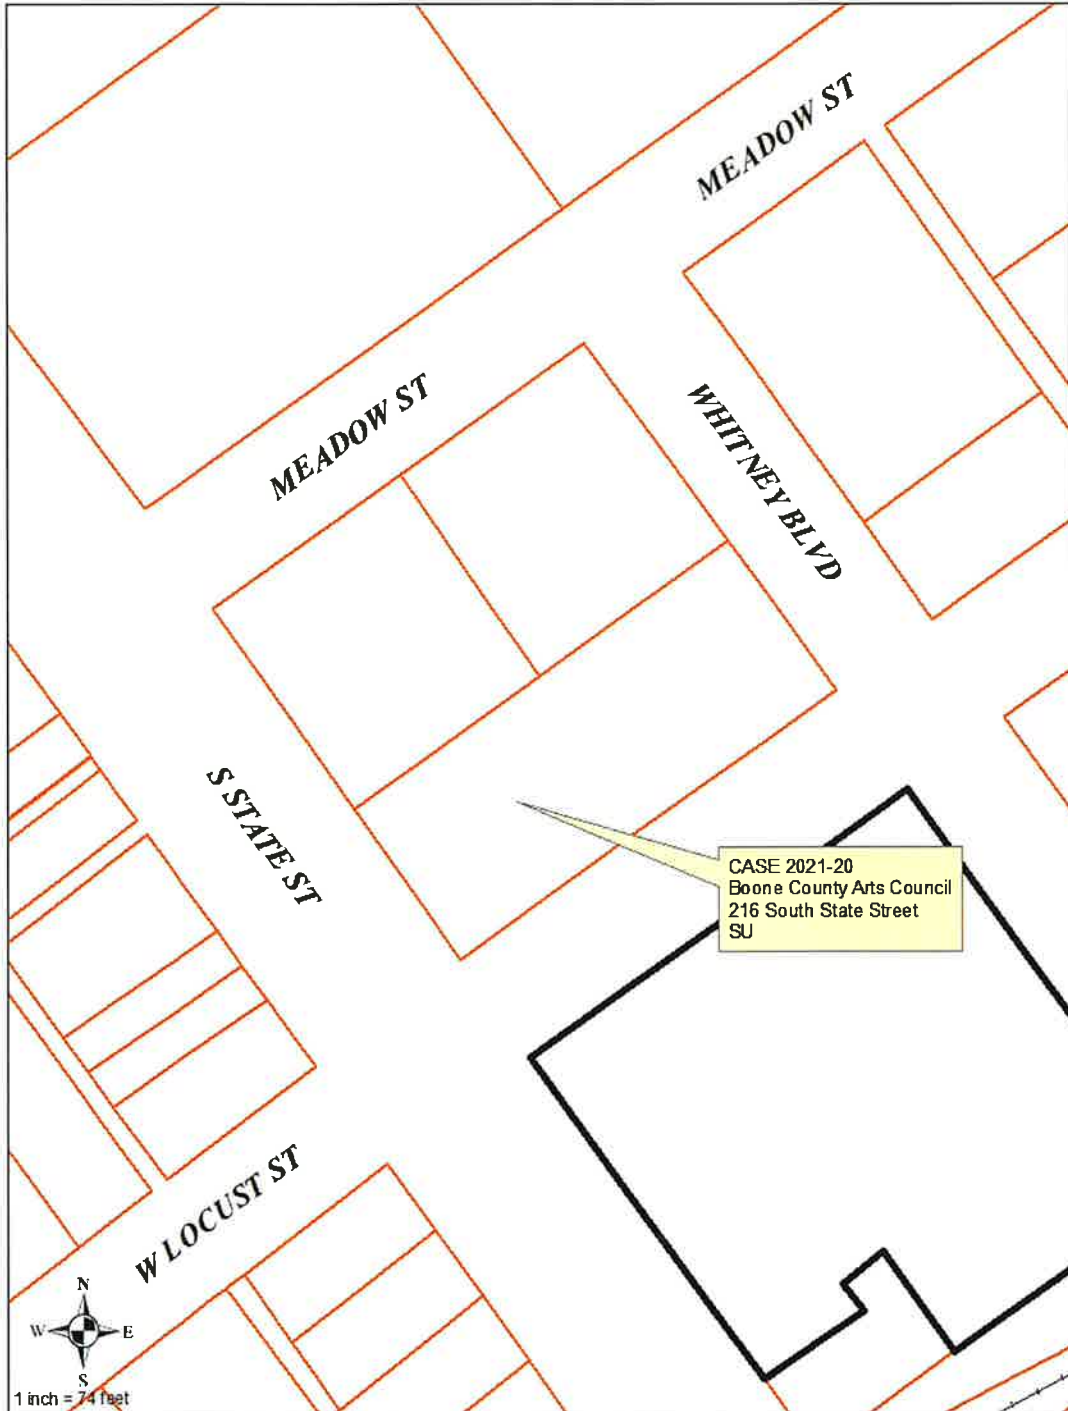 MEADOW ST
MEADOW ST
WHITNEY BLVD
S STATE ST
CASE 2021-20
Boone County Arts Council
216 South State Street
SU
W LOCUST ST
N
W E
S
1 inch = 74 feet